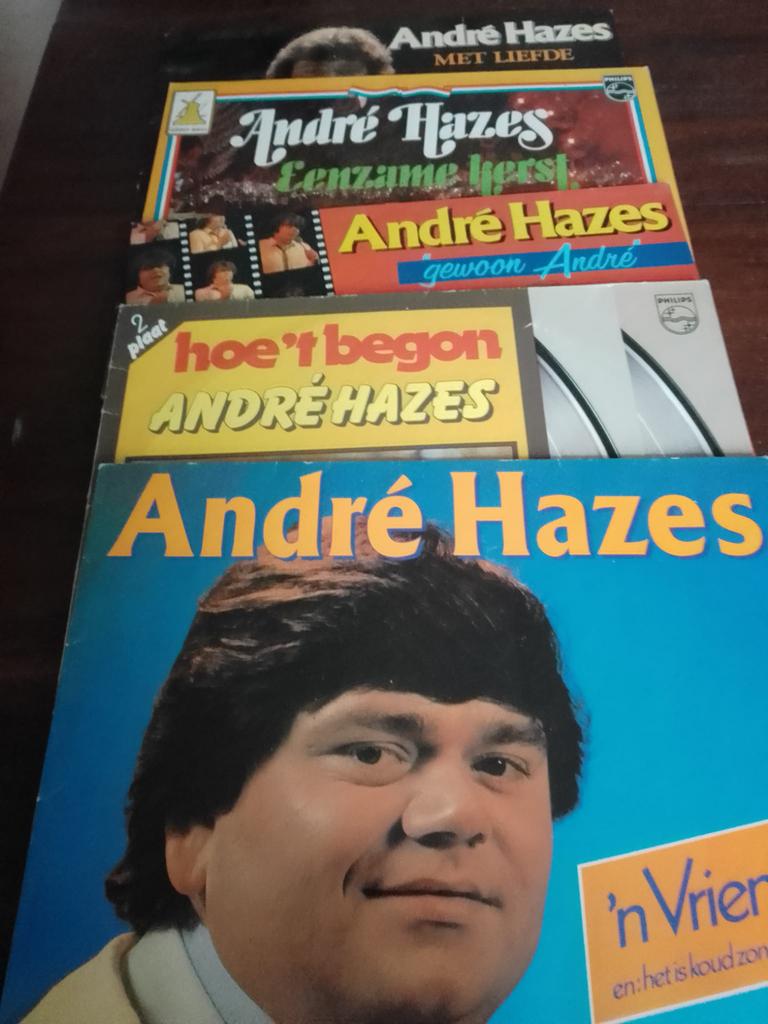 André Hazes
MET LIEFDE
PHILIPS
André Hazes
Eenzame kerst
André Hazes
"gewoon André"
2 plaat
PHILIPS
hoe't begon
ANDRÉ HAZES
André Hazes
'n Vrien
en: het is koud zon